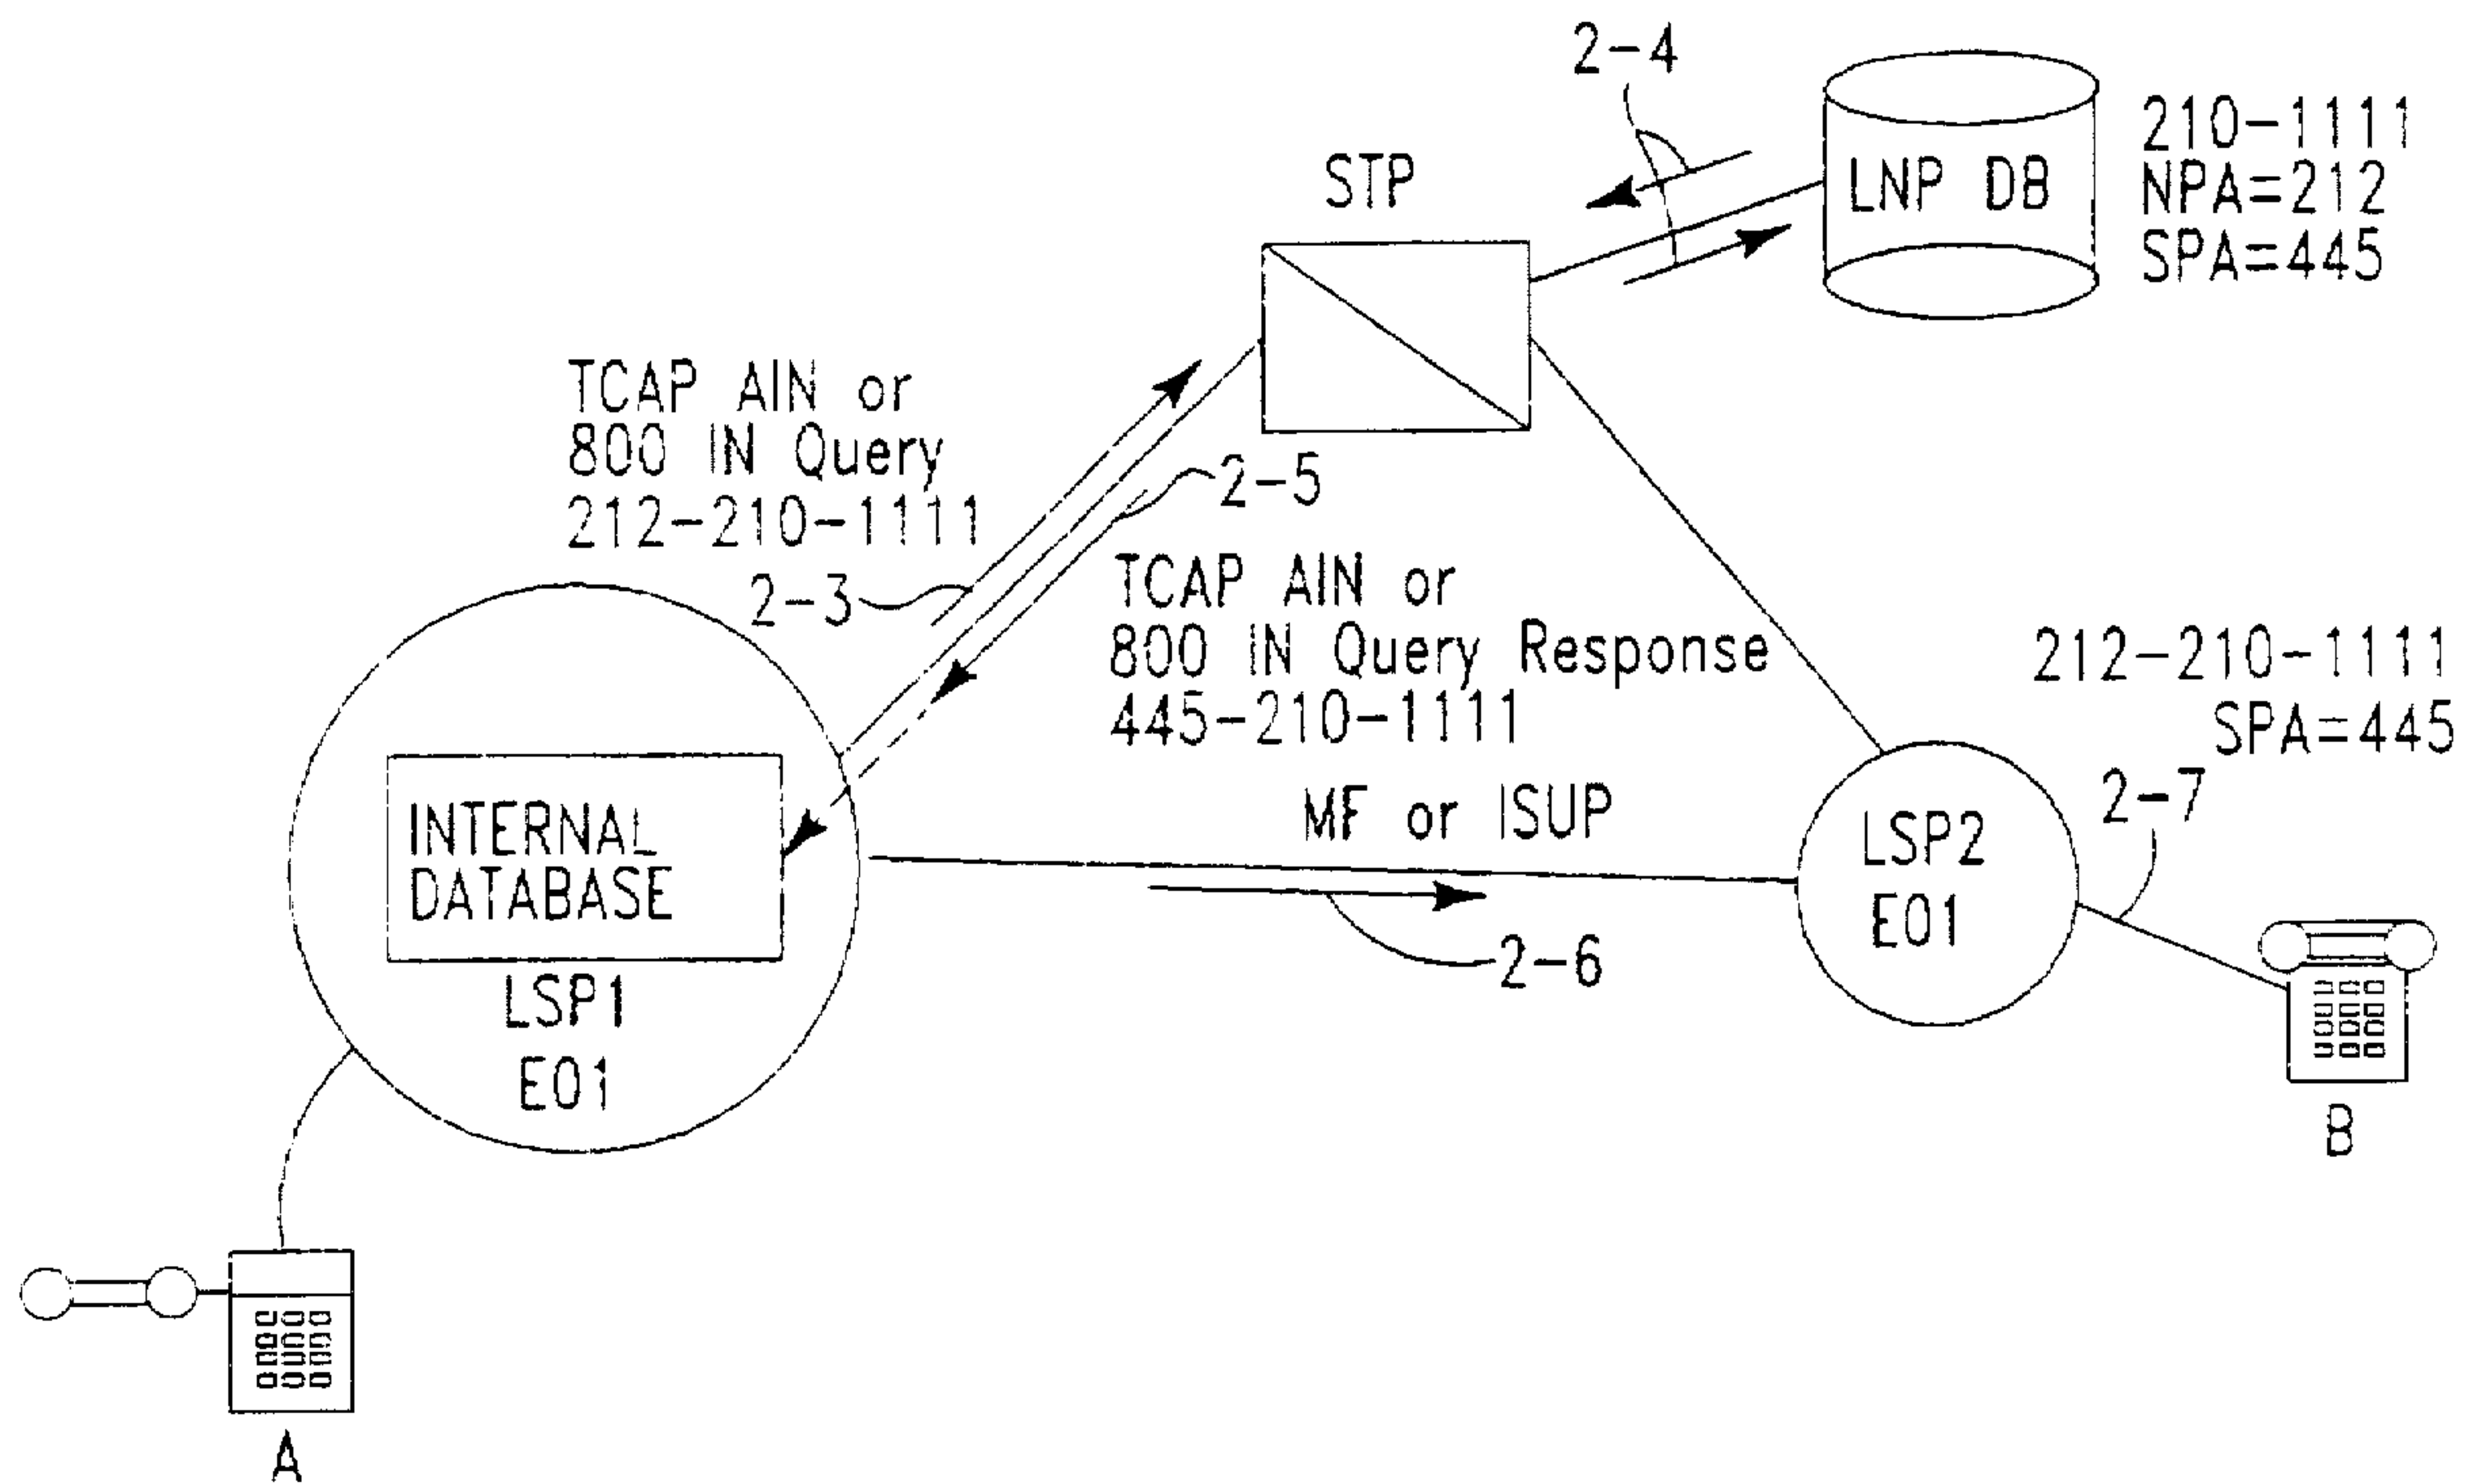 2-4
LNP DB
210-1111
NPA=212
SPA=445
STP
TCAP AIN or
800 IN Query
212-210-1111
2-3
2-5
TCAP AIN or
800 IN Query Response
445-210-1111
212-210-1111
SPA=445
2-7
MF or ISUP
INTERNAL
DATABASE
LSP1
E01
LSP2
E01
2-6
B
A